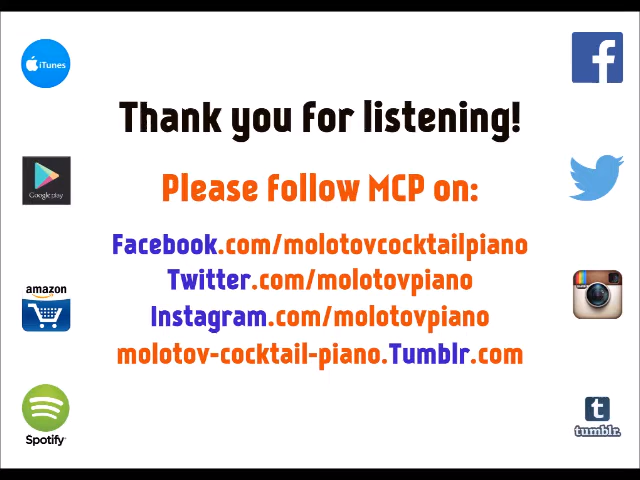 iTunes
Thank you for listening!
Google play
Please follow MCP on:
Facebook.com/molotovcocktailpiano
Twitter.com/molotovpiano
amazon
Instagram.com/molotovpiano
molotov-cocktail-piano.Tumblr.com
Spotify
t
tumblr.